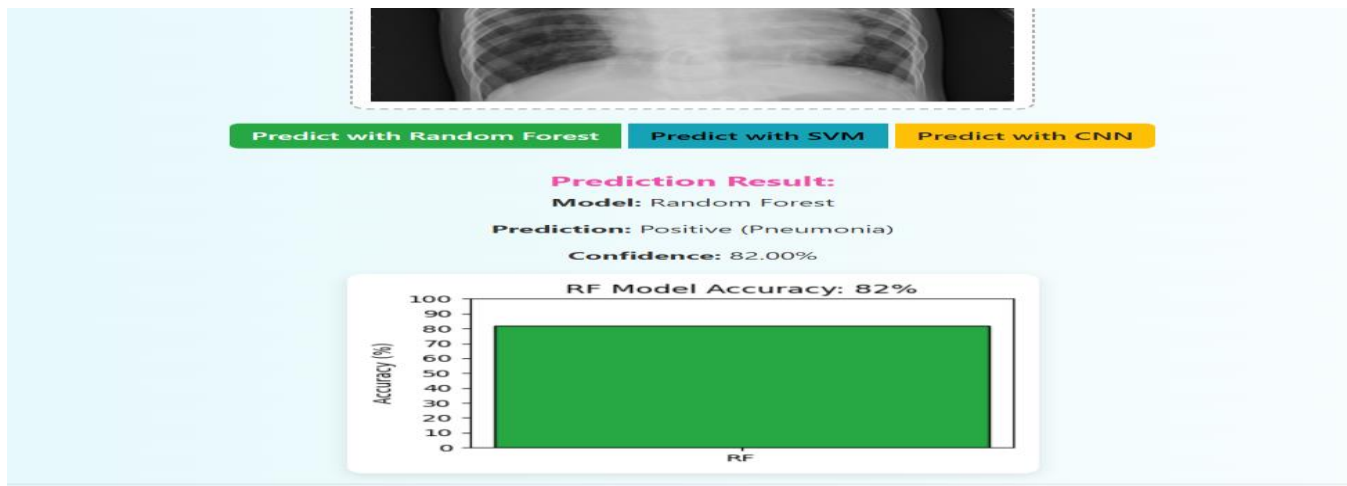 Predict with Random Forest Predict with SVM Predict with CNN
Prediction Result:
Model: Random Forest
Prediction: Positive (Pneumonia)
Confidence: 82.00%
RF Model Accuracy: 82%
100
90
80
70
60
50
40
30
20
10
0
Accuracy (%)
RF